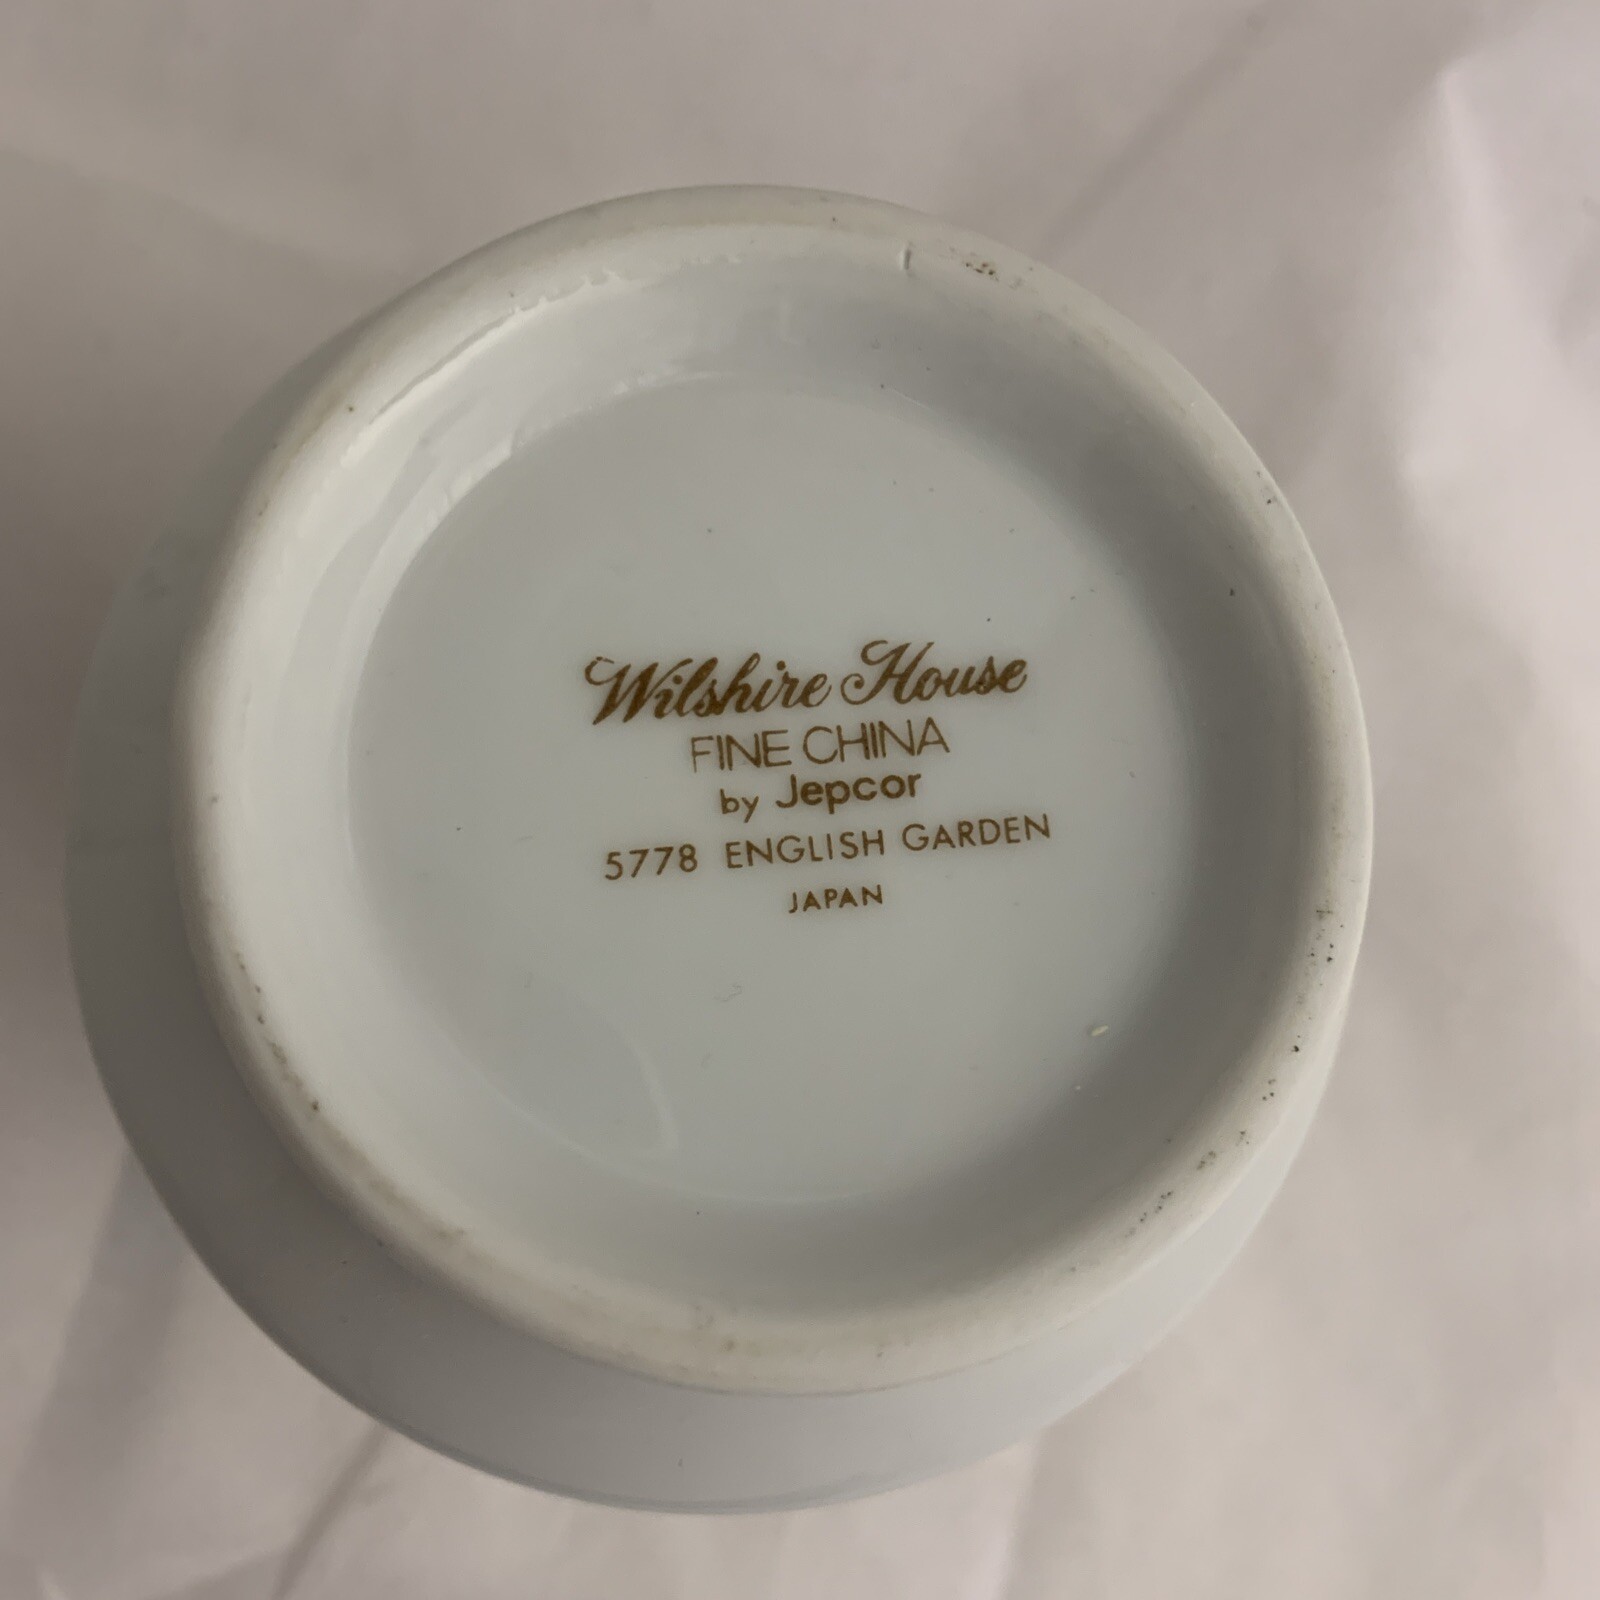 Wilshire House
FINE CHINA
by Jepcor
5778 ENGLISH GARDEN
JAPAN